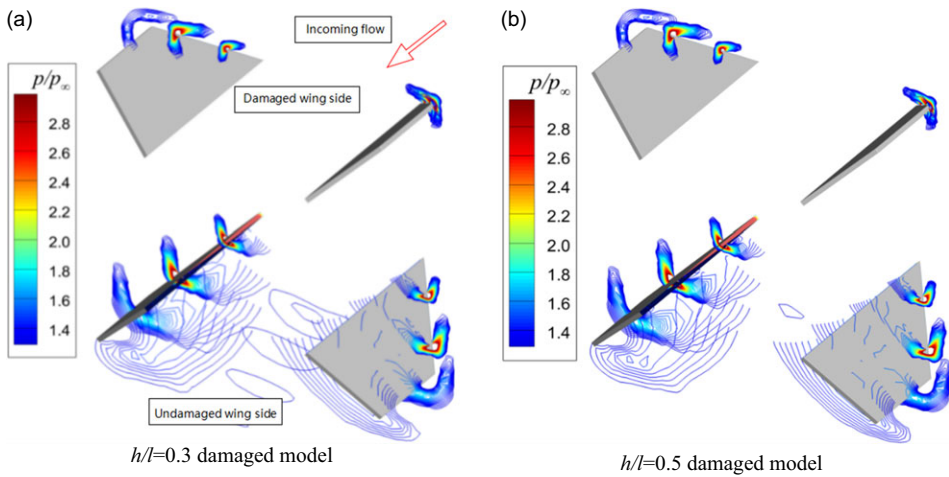 (a)
Incoming flow
p/p∞
Damaged wing side
2.8
2.6
2.4
2.2
2.0
1.8
1.6
1.4
Undamaged wing side
h/l=0.3 damaged model
(b)
p/p∞
2.8
2.6
2.4
2.2
2.0
1.8
1.6
1.4
h/l=0.5 damaged model